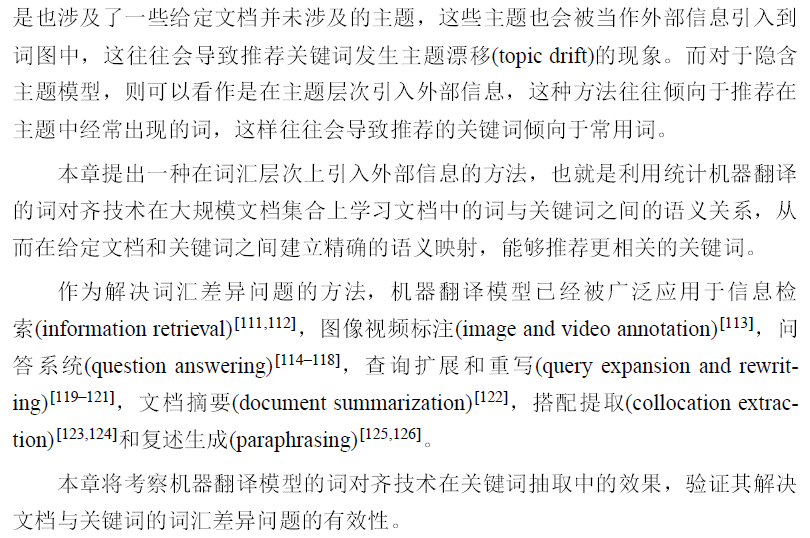 是也涉及了一些给定文档并未涉及的主题，这些主题也会被当作外部信息引入到
词图中，这往往会导致推荐关键词发生主题漂移(topic drift)的现象。而对于隐含
主题模型，则可以看作是在主题层次引入外部信息，这种方法往往倾向于推荐在
主题中经常出现的词，这样往往会导致推荐的关键词倾向于常用词。
本章提出一种在词汇层次上引入外部信息的方法，也就是利用统计机器翻译
的词对齐技术在大规模文档集合上学习文档中的词与关键词之间的语义关系，从
而在给定文档和关键词之间建立精确的语义映射，能够推荐更相关的关键词。
作为解决词汇差异问题的方法，机器翻译模型已经被广泛应用于信息检
索(information retrieval)[111,112]，图像视频标注(image and video annotation)[113]，问
答系统(question answering)[114–118]，查询扩展和重写(query expansion and rewrit-
ing)[119–121]，文档摘要(document summarization)[122]，搭配提取(collocation extrac-
tion)[123,124]和复述生成(paraphrasing)[125,126]。
本章将考察机器翻译模型的词对齐技术在关键词抽取中的效果，验证其解决
文档与关键词的词汇差异问题的有效性。